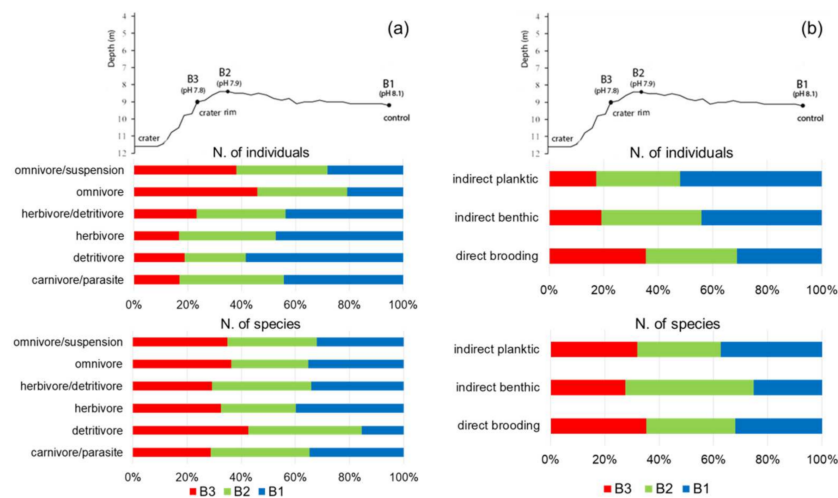 (a)
Depth (m)
4
5
6
7
8
9
10
11
12
B3
(pH 7.8)
B2
(pH 7.9)
B1
(pH 8.1)
crater rim
control
crater
N. of individuals
omnivore/suspension
omnivore
herbivore/detritivore
herbivore
detritivore
carnivore/parasite
0% 20% 40% 60% 80% 100%
N. of species
omnivore/suspension
omnivore
herbivore/detritivore
herbivore
detritivore
carnivore/parasite
0% 20% 40% 60% 80% 100%
B3 B2 B1
(b)
Depth (m)
4
5
6
7
8
9
10
11
12
B3
(pH 7.8)
B2
(pH 7.9)
B1
(pH 8.1)
crater rim
control
crater
N. of individuals
indirect planktic
indirect benthic
direct brooding
0% 20% 40% 60% 80% 100%
N. of species
indirect planktic
indirect benthic
direct brooding
0% 20% 40% 60% 80% 100%
B3 B2 B1